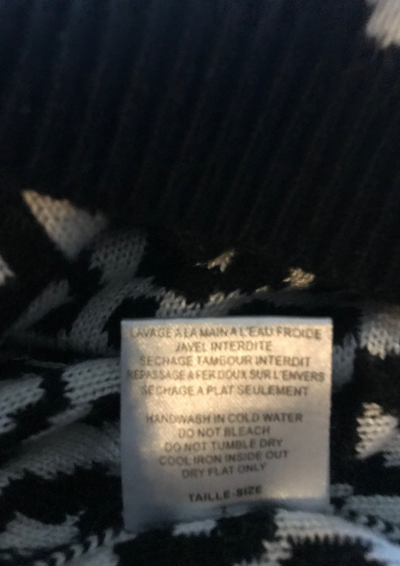 LAVAGE A LA MAIN A L'EAU FROIDE
JAVEL INTERDITE
SECHAGE TAMBOUR INTERDIT
REPASSAGE A FER DOUX SUR L'ENVERS
SECHAGE A PLAT SEULEMENT
HANDWASH IN COLD WATER
DO NOT BLEACH
DO NOT TUMBLE DRY
COOL IRON INSIDE OUT
DRY FLAT ONLY
TAILLE-SIZE